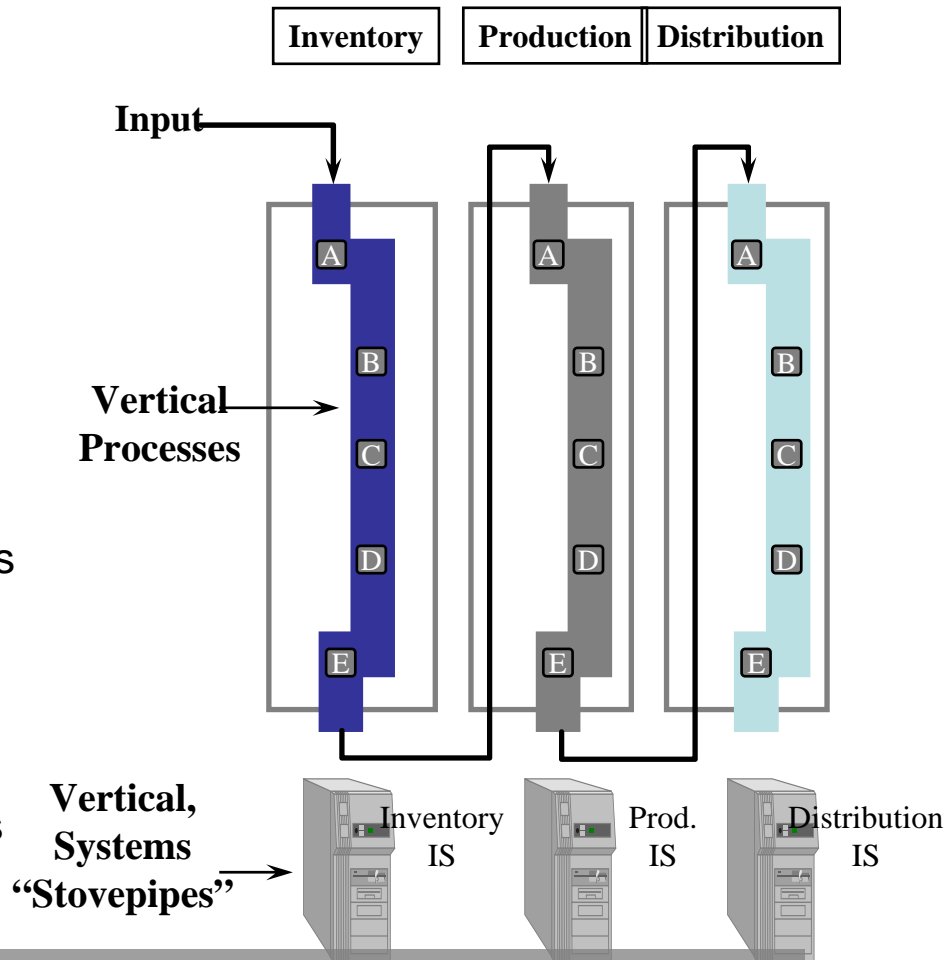 Inventory
Production
Distribution
Input
A
A
A
B
B
B
Vertical
Processes
C
C
C
s
D
D
D
E
E
E
Vertical,
Systems
“Stovepipes”
s
Inventory
IS
Prod.
IS
Distribution
IS